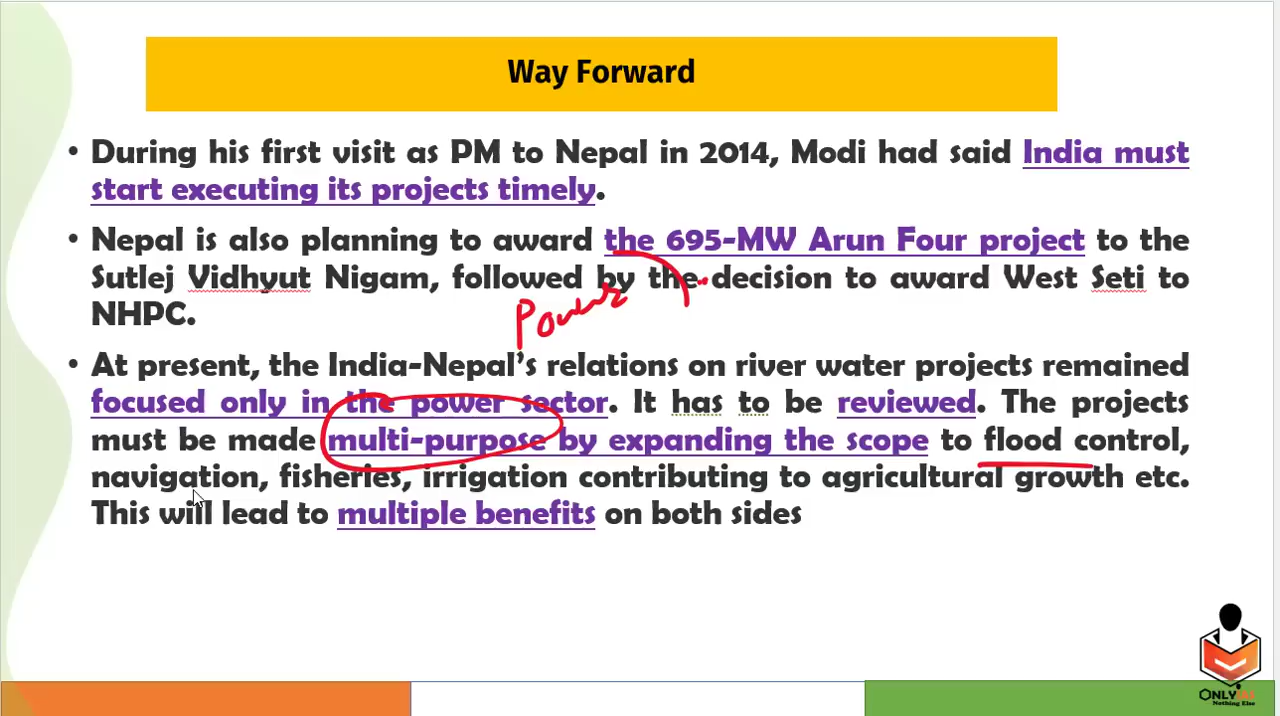 Way Forward
• During his first visit as PM to Nepal in 2014, Modi had said India must
start executing its projects timely.
• Nepal is also planning to award the 695-MW Arun Four project to the
Sutlej Vidhyut Nigam, followed by the decision to award West Seti to
NHPC.
Power
• At present, the India-Nepal's relations on river water projects remained
focused only in the power sector. It has to be reviewed. The projects
must be made multi-purpose by expanding the scope to flood control,
navigation, fisheries, irrigation contributing to agricultural growth etc.
This will lead to multiple benefits on both sides
ONLYIAS
Nothing Else